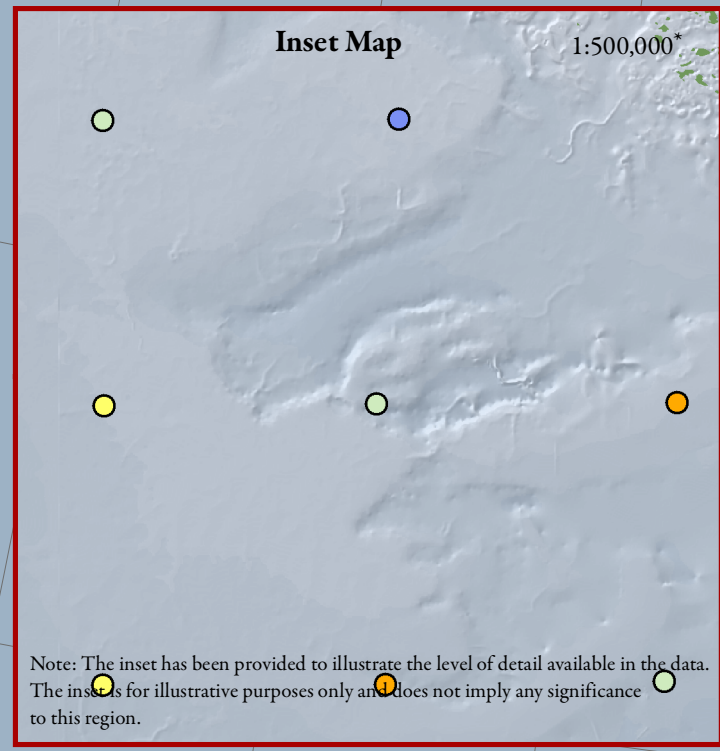 Inset Map
1:500,000*
Note: The inset has been provided to illustrate the level of detail available in the data.
The inset is for illustrative purposes only and does not imply any significance
to this region.